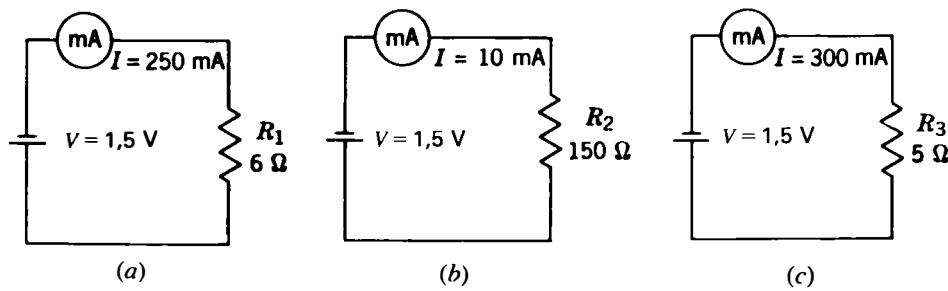 mA
I = 250 mA
V = 1,5 V
R1
6 Ω
(a)
mA
I = 10 mA
V = 1,5 V
R2
150 Ω
(b)
mA
I = 300 mA
V = 1,5 V
R3
5 Ω
(c)